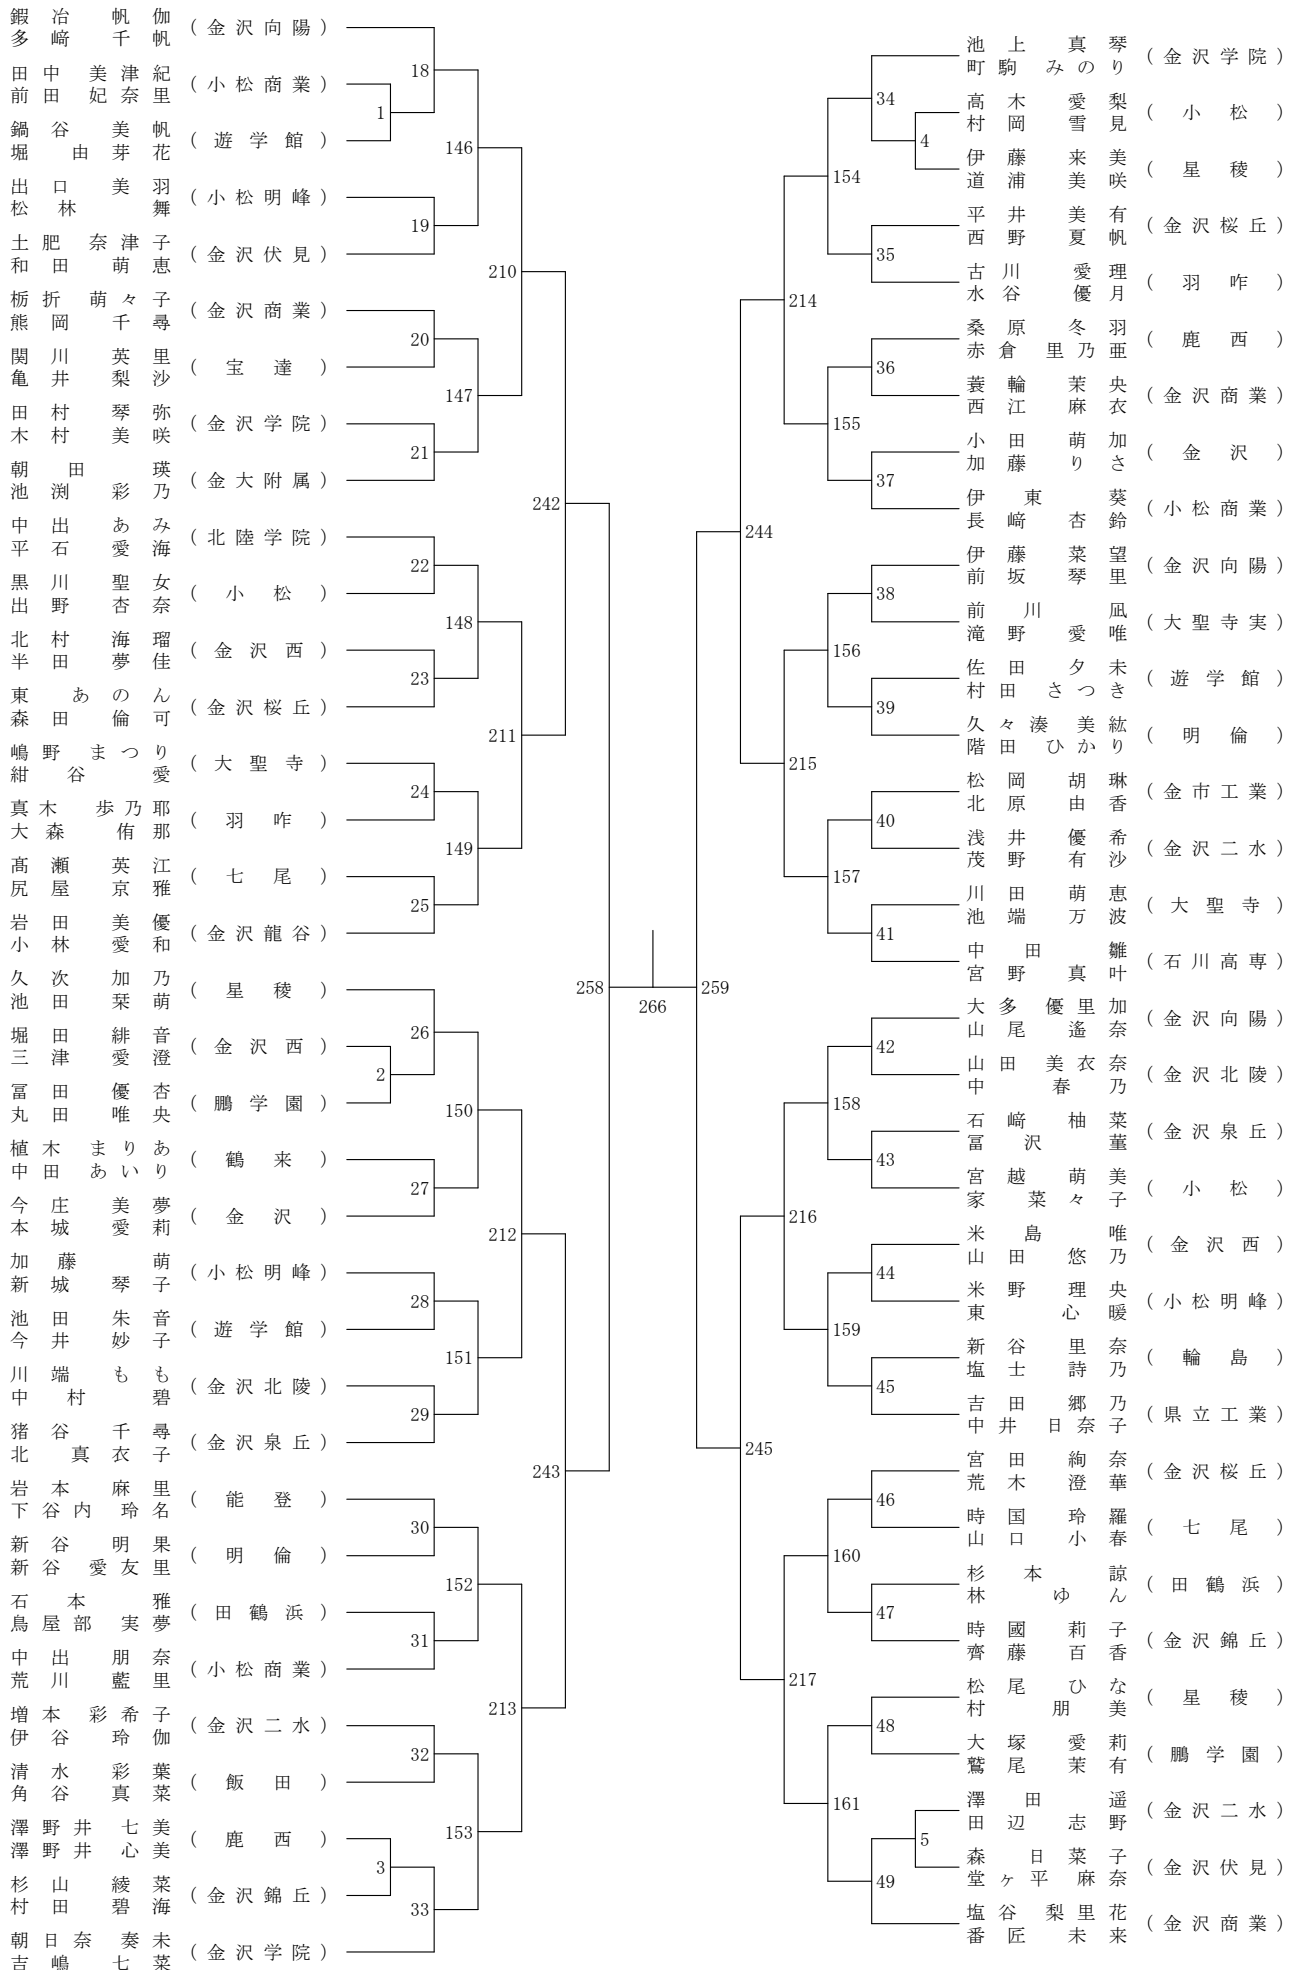 鍜冶帆伽
多﨑千帆
(金沢向陽)
田中美津紀
前田妃奈里
(小松商業)
鍋谷美帆
堀由芽花
(遊学館)
出口美羽
松林舞
(小松明峰)
土肥奈津子
和田萌恵
(金沢伏見)
栃折萌々子
熊岡千尋
(金沢商業)
関川英里
亀井梨沙
(宝達)
田村琴弥
木村美咲
(金沢学院)
朝田瑛
池渕彩乃
(金大附属)
中出あみ
平石愛海
(北陸学院)
黒川聖女
出野杏奈
(小松)
北村海瑠
半田夢佳
(金沢西)
東あのん
森田倫可
(金沢桜丘)
嶋野まつり
紺谷愛
(大聖寺)
真木歩乃耶
大森侑那
(羽咋)
髙瀬英江
尻屋京雅
(七尾)
岩田美優
小林愛和
(金沢龍谷)
久次加乃
池田栞萌
(星稜)
堀田緋音
三津愛澄
(金沢西)
冨田優杏
丸田唯央
(鵬学園)
植木まりあ
中田あいり
(鶴来)
今庄美夢
本城愛莉
(金沢)
加藤萌
新城琴子
(小松明峰)
池田朱音
今井妙子
(遊学館)
川端もも
中村碧
(金沢北陵)
猪谷千尋
北真衣子
(金沢泉丘)
岩本麻里
下谷内玲名
(能登)
新谷明果
新谷愛友里
(明倫)
石本雅
鳥屋部実夢
(田鶴浜)
中出朋奈
荒川藍里
(小松商業)
増本彩希子
伊谷玲伽
(金沢二水)
清水彩葉
角谷真菜
(飯田)
澤野井七美
澤野井心美
(鹿西)
杉山綾菜
村田碧海
(金沢錦丘)
朝日奈奏未
吉嶋七菜
(金沢学院)
1
2
3
18
19
20
21
22
23
24
25
26
27
28
29
30
31
32
33
146
147
148
149
150
151
152
153
210
211
212
213
242
243
258
266
259
244
245
214
215
216
217
154
155
156
157
158
159
160
161
34
35
36
37
38
39
40
41
42
43
44
45
46
47
48
49
4
5
池上真琴
町駒みのり
(金沢学院)
高木愛梨
村岡雪見
(小松)
伊藤来美
道浦美咲
(星稜)
平井美有
西野夏帆
(金沢桜丘)
古川愛理
水谷優月
(羽咋)
桑原冬羽
赤倉里乃亜
(鹿西)
蓑輪茉央
西江麻衣
(金沢商業)
小田萌加
加藤りさ
(金沢)
伊東葵
長﨑杏鈴
(小松商業)
伊藤菜望
前坂琴里
(金沢向陽)
前川凪
滝野愛唯
(大聖寺実)
佐田夕未
村田さつき
(遊学館)
久々湊美紘
階田ひかり
(明倫)
松岡胡琳
北原由香
(金市工業)
浅井優希
茂野有沙
(金沢二水)
川田萌恵
池端万波
(大聖寺)
中田雛
宮野真叶
(石川高専)
大多優里加
山尾遙奈
(金沢向陽)
山田美衣奈
中春乃
(金沢北陵)
石﨑柚菜
冨沢菫
(金沢泉丘)
宮越萌美
家菜々子
(小松)
米島唯
山田悠乃
(金沢西)
米野理央
東心暖
(小松明峰)
新谷里奈
塩士詩乃
(輪島)
吉田郷乃
中井日奈子
(県立工業)
宮田絢奈
荒木澄華
(金沢桜丘)
時国玲羅
山口小春
(七尾)
杉本諒
林ゆん
(田鶴浜)
時國莉子
齊藤百香
(金沢錦丘)
松尾ひな
村朋美
(星稜)
大塚愛莉
鷲尾茉有
(鵬学園)
澤田遥
田辺志野
(金沢二水)
森日菜子
堂ヶ平麻奈
(金沢伏見)
塩谷梨里花
番匠未来
(金沢商業)